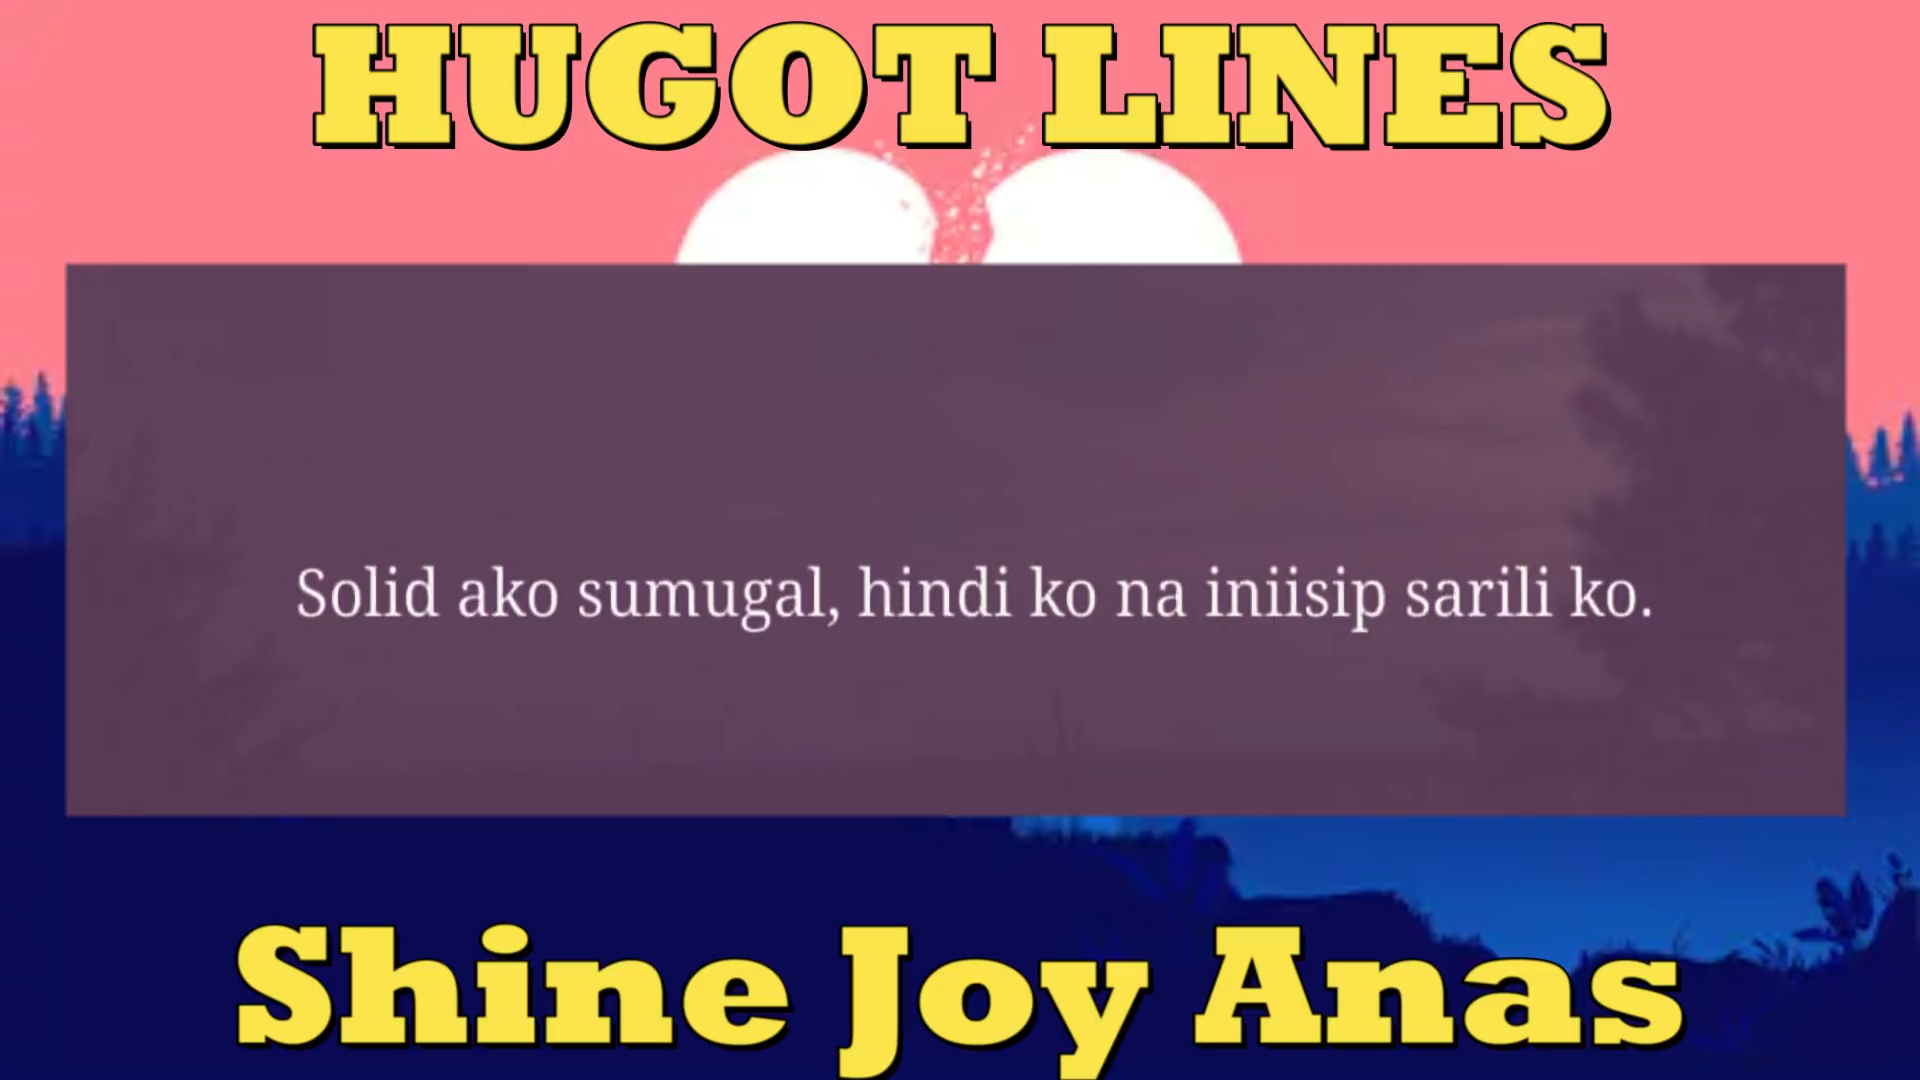 HUGOT LINES
Solid ako sumugal, hindi ko na iniisip sarili ko.
Shine Joy Anas